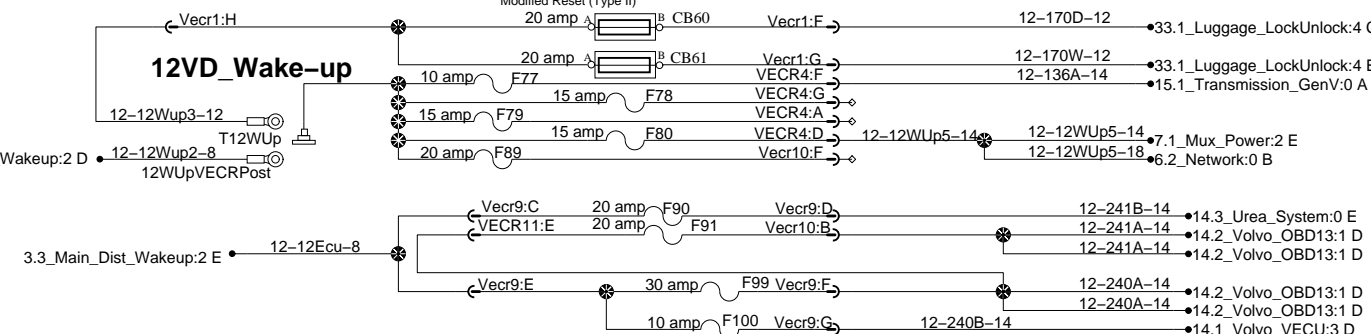 Modified Reset (Type II)
Vecr1:H 20 amp A B CB60 Vecr1:F 12–170D–12 33.1_Luggage_LockUnlock:4 C
20 amp A B CB61 Vecr1:G 12–170W–12 33.1_Luggage_LockUnlock:4 E
12VD_Wake–up
10 amp F77 VECR4:F 12–136A–14 15.1_Transmission_GenV:0 A
15 amp F78 VECR4:G
12–12Wup3–12 T12WUp 15 amp F79 VECR4:A
15 amp F80 VECR4:D 12–12WUp5–14 12–12WUp5–14 7.1_Mux_Power:2 E
Wakeup:2 D 12–12Wup2–8 12WUpVECRPost 20 amp F89 Vecr10:F 12–12WUp5–18 6.2_Network:0 B
Vecr9:C 20 amp F90 Vecr9:D 12–241B–14 14.3_Urea_System:0 E
VECR11:E 20 amp F91 Vecr10:B 12–241A–14 14.2_Volvo_OBD13:1 D
3.3_Main_Dist_Wakeup:2 E 12–12Ecu–8 12–241A–14 14.2_Volvo_OBD13:1 D
Vecr9:E 30 amp F99 Vecr9:F 12–240A–14 14.2_Volvo_OBD13:1 D
12–240A–14 14.2_Volvo_OBD13:1 D
10 amp F100 Vecr9:G 12–240B–14 14.1_Volvo_VECU:3 D